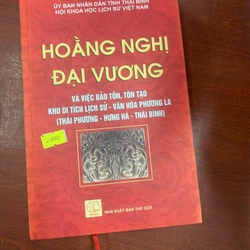 ỦY BAN NHÂN DÂN TỈNH THÁI BÌNH
HỘI KHOA HỌC LỊCH SỬ VIỆT NAM
HOẰNG NGHỊ
ĐẠI VƯƠNG
VÀ VIỆC BẢO TỒN, TÔN TẠO
KHU DI TÍCH LỊCH SỬ - VĂN HÓA PHƯƠNG LA
(THÁI PHƯƠNG - HƯNG HÀ - THÁI BÌNH)
NHÀ XUẤT BẢN THẾ GIỚI